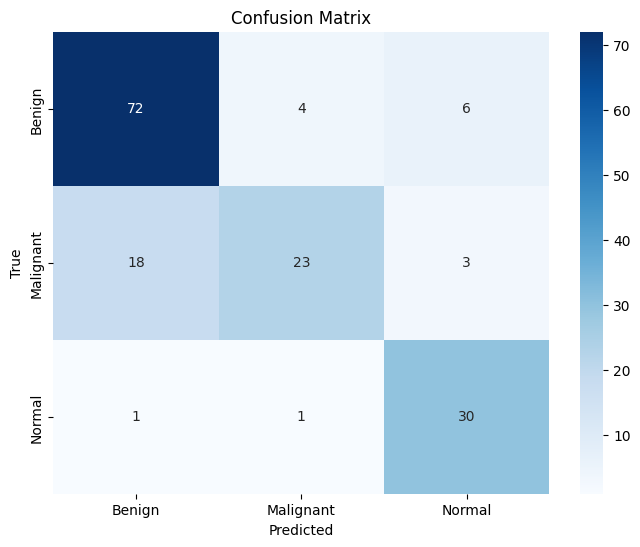 Confusion Matrix
True
Benign
72
4
6
Malignant
18
23
3
Normal
1
1
30
Benign
Malignant
Normal
Predicted
70
60
50
40
30
20
10